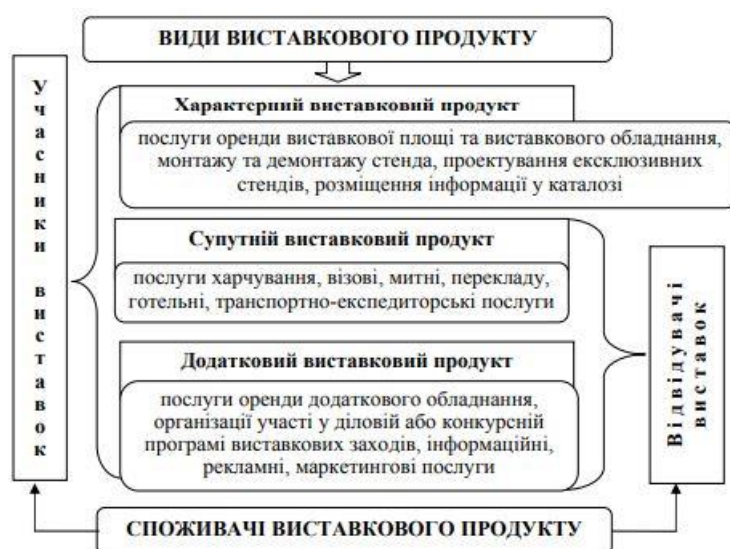 ВИДИ ВИСТАВКОВОГО ПРОДУКТУ
Учасники виставок
Характерний виставковий продукт
послуги оренди виставкової площі та виставкового обладнання,
монтажу та демонтажу стенда, проектування ексклюзивних
стендів, розміщення інформації у каталозі
Супутній виставковий продукт
послуги харчування, візові, митні, перекладу,
готельні, транспортно-експедиторські послуги
Додатковий виставковий продукт
послуги оренди додаткового обладнання,
організації участі у діловій або конкурсній
програмі виставкових заходів, інформаційні,
рекламні, маркетингові послуги
Відвідувачі
виставок
СПОЖИВАЧІ ВИСТАВКОВОГО ПРОДУКТУ